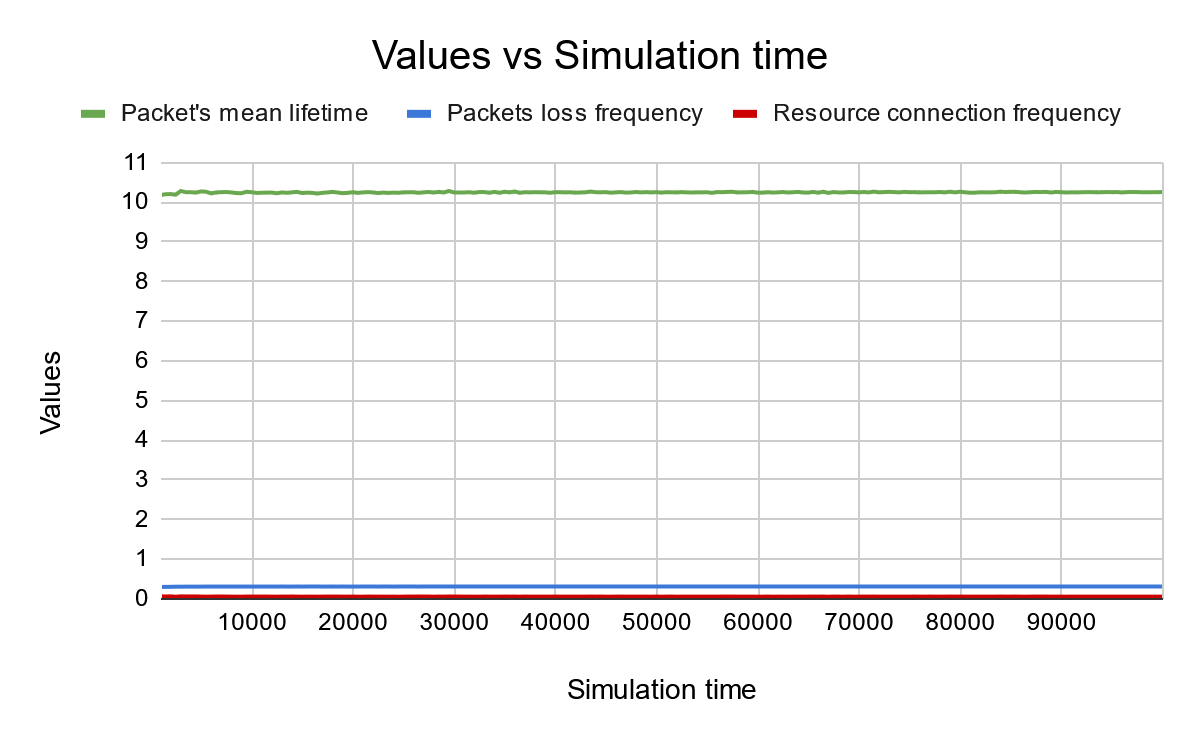 Values vs Simulation time
Packet's mean lifetime Packets loss frequency Resource connection frequency
11
10
9
8
7
6
5
4
3
2
1
0
Values
10000 20000 30000 40000 50000 60000 70000 80000 90000
Simulation time